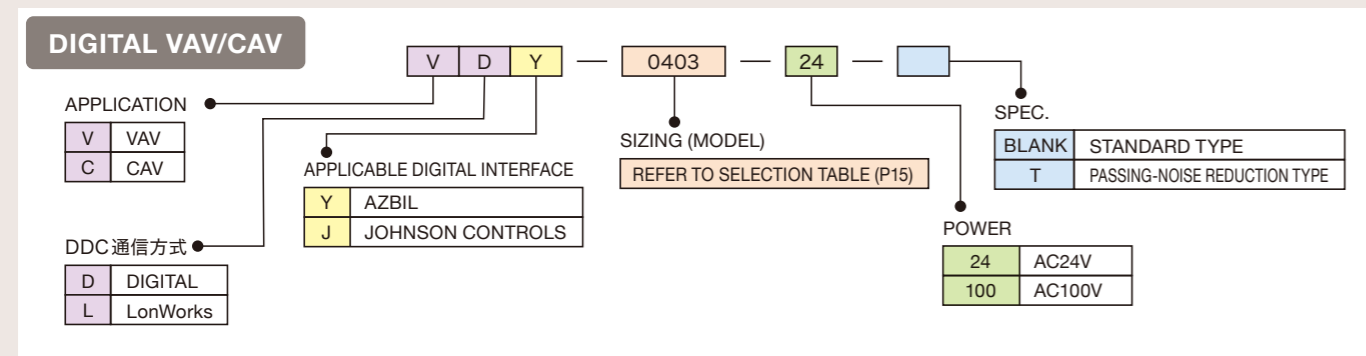 DIGITAL VAV/CAV
V D Y — 0403 — 24 —
APPLICATION
V VAV
C CAV
DDC通信方式
D DIGITAL
L LonWorks
APPLICABLE DIGITAL INTERFACE
Y AZBIL
J JOHNSON CONTROLS
SIZING (MODEL)
REFER TO SELECTION TABLE (P15)
POWER
24 AC24V
100 AC100V
SPEC.
BLANK STANDARD TYPE
T PASSING-NOISE REDUCTION TYPE